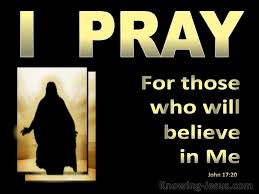 I PRAY
For those
who will
believe
in Me
John 17:20
Knowing-Jesus.com